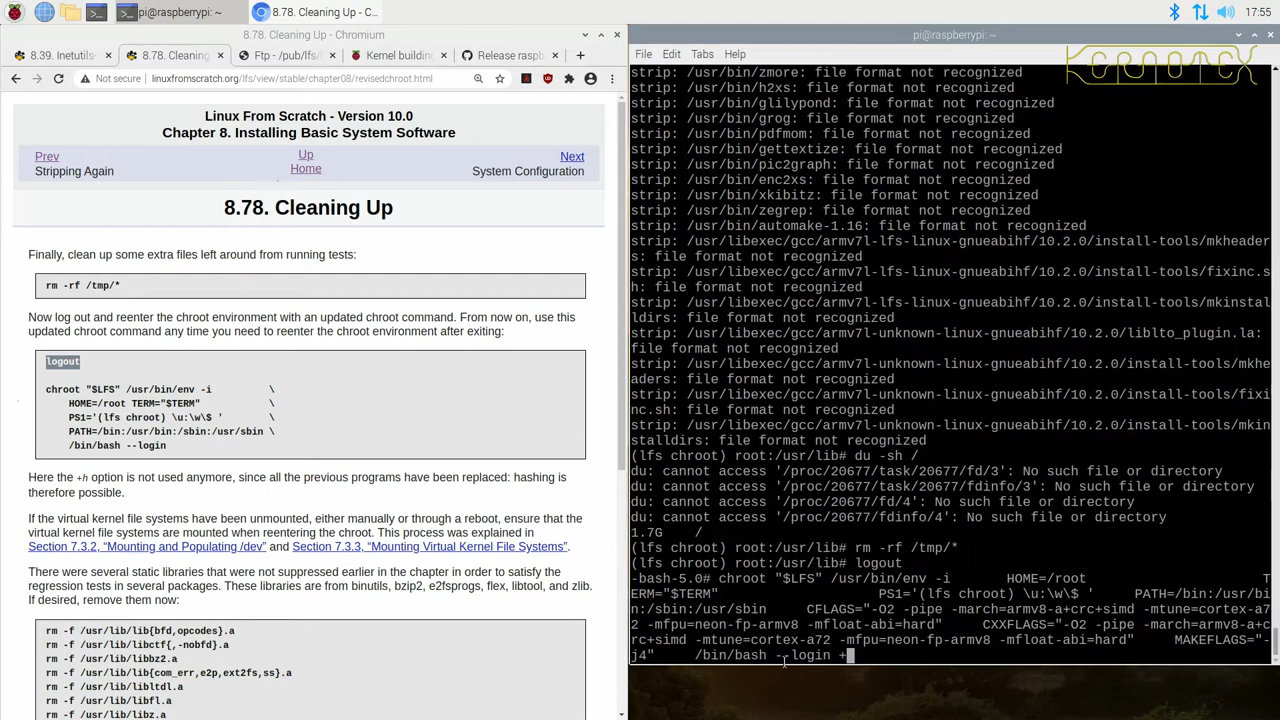 pi@raspberrypi: ~
8.78. Cleaning Up - C...
17:55
8.78. Cleaning Up - Chromium
8.39. Inetutils-
8.78. Cleaning
Ftp - /pub/lfs/l
Kernel building
Release raspb
Not secure | linuxfromscratch.org/lfs/view/stable/chapter08/revisedchroot.html
Linux From Scratch - Version 10.0
Chapter 8. Installing Basic System Software
Prev
Up
Next
Stripping Again
Home
System Configuration
8.78. Cleaning Up
Finally, clean up some extra files left around from running tests:
rm -rf /tmp/*
Now log out and reenter the chroot environment with an updated chroot command. From now on, use this
updated chroot command any time you need to reenter the chroot environment after exiting:
logout
chroot "$LFS" /usr/bin/env -i \
HOME=/root TERM="$TERM" \
PS1='(lfs chroot) \u:\w\$ ' \
PATH=/bin:/usr/bin:/sbin:/usr/sbin \
/bin/bash --login
Here the +h option is not used anymore, since all the previous programs have been replaced: hashing is
therefore possible.
If the virtual kernel file systems have been unmounted, either manually or through a reboot, ensure that the
virtual kernel file systems are mounted when reentering the chroot. This process was explained in
Section 7.3.2, “Mounting and Populating /dev” and Section 7.3.3, “Mounting Virtual Kernel File Systems”.
There were several static libraries that were not suppressed earlier in the chapter in order to satisfy the
regression tests in several packages. These libraries are from binutils, bzip2, e2fsprogs, flex, libtool, and zlib.
If desired, remove them now:
rm -f /usr/lib/lib{bfd,opcodes}.a
rm -f /usr/lib/libctf{,-nobfd}.a
rm -f /usr/lib/libbz2.a
rm -f /usr/lib/lib{com_err,e2p,ext2fs,ss}.a
rm -f /usr/lib/libltdl.a
rm -f /usr/lib/libfl.a
rm -f /usr/lib/libz.a
pi@raspberrypi: ~
File Edit Tabs Help
strip: /usr/bin/zmore: file format not recognized
strip: /usr/bin/h2xs: file format not recognized
strip: /usr/bin/glilypond: file format not recognized
strip: /usr/bin/grog: file format not recognized
strip: /usr/bin/pdfmom: file format not recognized
strip: /usr/bin/gettextize: file format not recognized
strip: /usr/bin/pic2graph: file format not recognized
strip: /usr/bin/enc2xs: file format not recognized
strip: /usr/bin/xkibitz: file format not recognized
strip: /usr/bin/zegrep: file format not recognized
strip: /usr/bin/automake-1.16: file format not recognized
strip: /usr/libexec/gcc/armv7l-lfs-linux-gnueabihf/10.2.0/install-tools/mkheader
s: file format not recognized
strip: /usr/libexec/gcc/armv7l-lfs-linux-gnueabihf/10.2.0/install-tools/fixinc.s
h: file format not recognized
strip: /usr/libexec/gcc/armv7l-lfs-linux-gnueabihf/10.2.0/install-tools/mkinstal
ldirs: file format not recognized
strip: /usr/libexec/gcc/armv7l-unknown-linux-gnueabihf/10.2.0/liblto_plugin.la:
file format not recognized
strip: /usr/libexec/gcc/armv7l-unknown-linux-gnueabihf/10.2.0/install-tools/mkhe
aders: file format not recognized
strip: /usr/libexec/gcc/armv7l-unknown-linux-gnueabihf/10.2.0/install-tools/fixi
nc.sh: file format not recognized
strip: /usr/libexec/gcc/armv7l-unknown-linux-gnueabihf/10.2.0/install-tools/mkin
stalldirs: file format not recognized
(lfs chroot) root:/usr/lib# du -sh /
du: cannot access '/proc/20677/task/20677/fd/3': No such file or directory
du: cannot access '/proc/20677/task/20677/fdinfo/3': No such file or directory
du: cannot access '/proc/20677/fd/4': No such file or directory
du: cannot access '/proc/20677/fdinfo/4': No such file or directory
1.7G /
(lfs chroot) root:/usr/lib# rm -rf /tmp/*
(lfs chroot) root:/usr/lib# logout
-bash-5.0# chroot "$LFS" /usr/bin/env -i HOME=/root T
ERM="$TERM" PS1='(lfs chroot) \u:\w\$ ' PATH=/bin:/usr/bi
n:/sbin:/usr/sbin CFLAGS="-O2 -pipe -march=armv8-a+crc+simd -mtune=cortex-a7
2 -mfpu=neon-fp-armv8 -mfloat-abi=hard" CXXFLAGS="-O2 -pipe -march=armv8-a+c
rc+simd -mtune=cortex-a72 -mfpu=neon-fp-armv8 -mfloat-abi=hard" MAKEFLAGS="-
j4" /bin/bash --login +